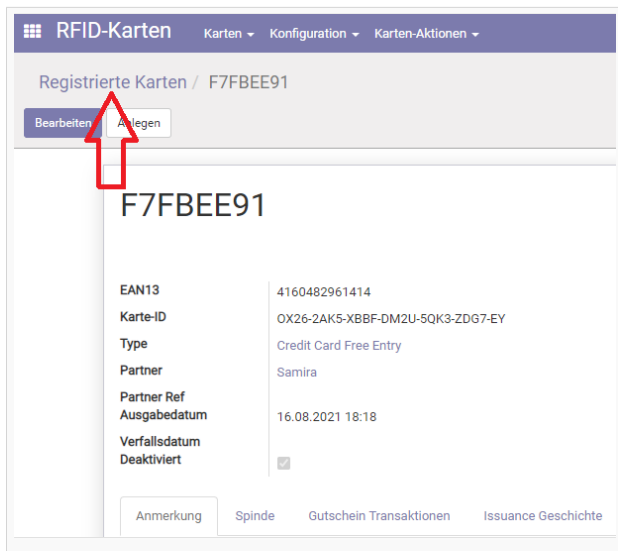 RFID-Karten Karten Konfiguration Karten-Aktionen
Registrierte Karten / F7FBEE91
Bearbeiten Anlegen
F7FBEE91
EAN13 4160482961414
Karte-ID OX26-2AK5-XBBF-DM2U-5QK3-ZDG7-EY
Type Credit Card Free Entry
Partner Samira
Partner Ref
Ausgabedatum 16.08.2021 18:18
Verfallsdatum
Deaktiviert
Anmerkung Spinde Gutschein Transaktionen Issuance Geschichte